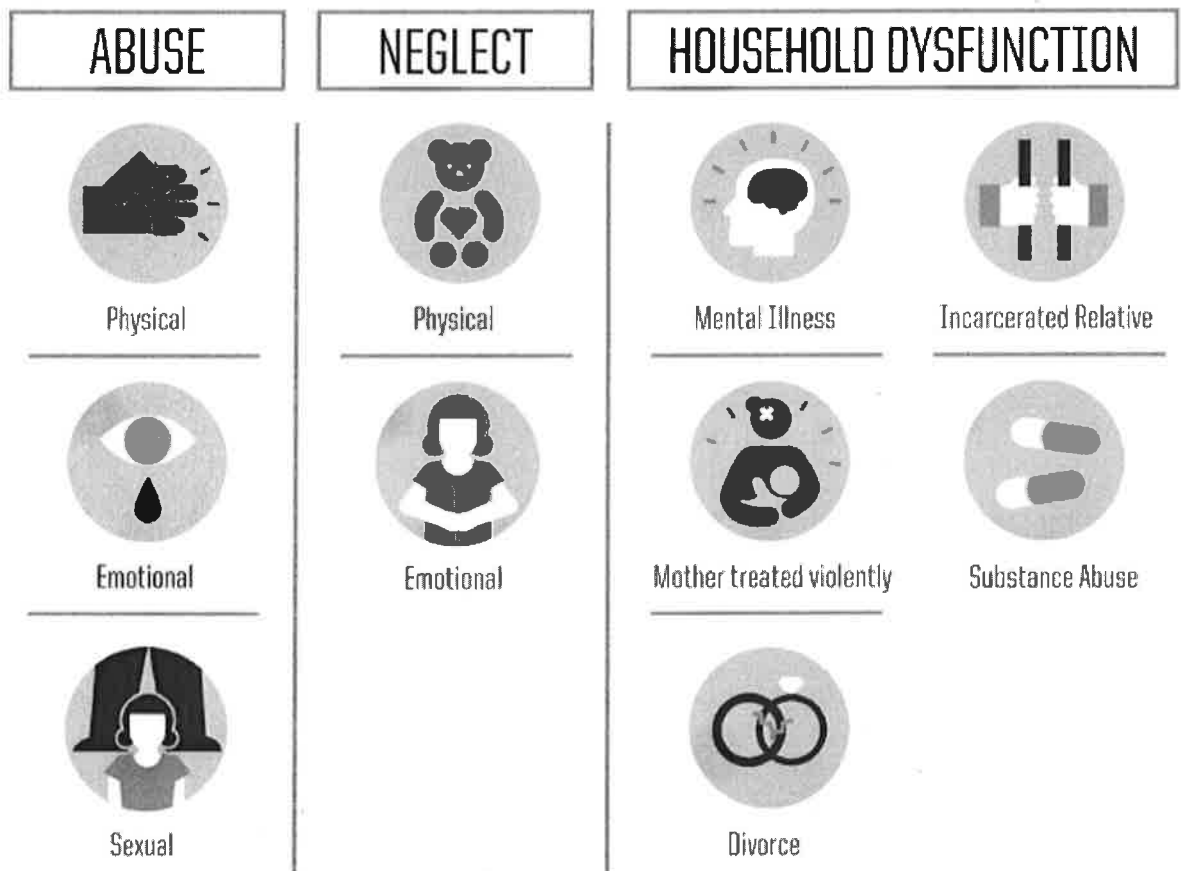 ABUSE
Physical
Emotional
Sexual
NEGLECT
Physical
Emotional
HOUSEHOLD DYSFUNCTION
Mental Illness
Incarcerated Relative
Mother treated violently
Substance Abuse
Divorce